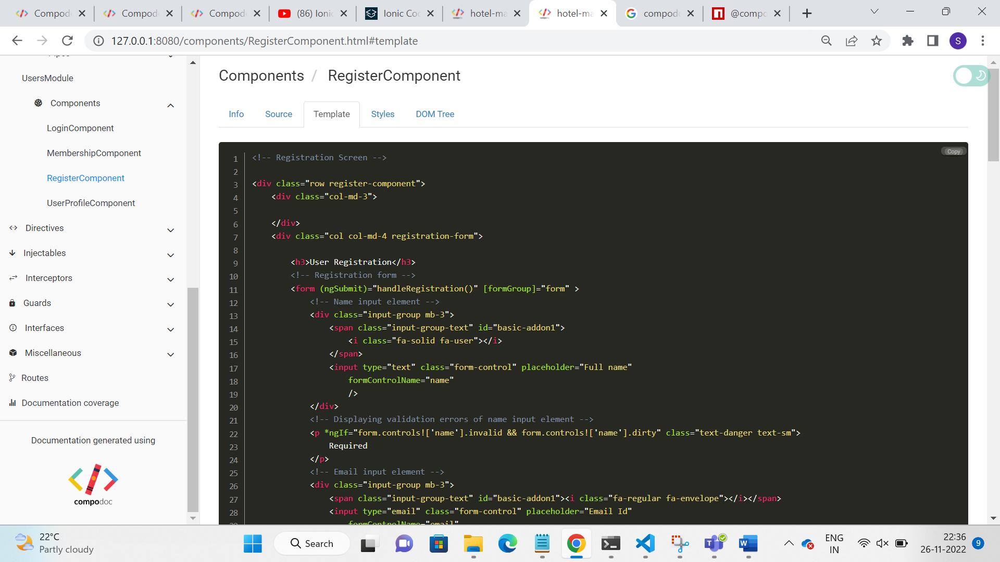 Compod
Compod
Compod
(86) Ionic
Ionic Coc
hotel-ma
hotel-ma
compodo
@compo
127.0.0.1:8080/components/RegisterComponent.html#template
S
UsersModule
Components
LoginComponent
MembershipComponent
RegisterComponent
UserProfileComponent
Directives
Injectables
Interceptors
Guards
Interfaces
Miscellaneous
Routes
Documentation coverage
Documentation generated using
compodoc
Components / RegisterComponent
Info Source Template Styles DOM Tree
Copy
1 <!-- Registration Screen -->
2
3 <div class="row register-component">
4 <div class="col-md-3">
5
6 </div>
7 <div class="col col-md-4 registration-form">
8
9 <h3>User Registration</h3>
10 <!-- Registration form -->
11 <form (ngSubmit)="handleRegistration()" [formGroup]="form" >
12 <!-- Name input element -->
13 <div class="input-group mb-3">
14 <span class="input-group-text" id="basic-addon1">
15 <i class="fa-solid fa-user"></i>
16 </span>
17 <input type="text" class="form-control" placeholder="Full name"
18 formControlName="name"
19 />
20 </div>
21 <!-- Displaying validation errors of name input element -->
22 <p *ngIf="form.controls!['name'].invalid && form.controls!['name'].dirty" class="text-danger text-sm">
23 Required
24 </p>
25 <!-- Email input element -->
26 <div class="input-group mb-3">
27 <span class="input-group-text" id="basic-addon1"><i class="fa-regular fa-envelope"></i></span>
28 <input type="email" class="form-control" placeholder="Email Id"
29 formControlName="email"
22°C
Partly cloudy
Search
ENG
IN
22:36
26-11-2022
9